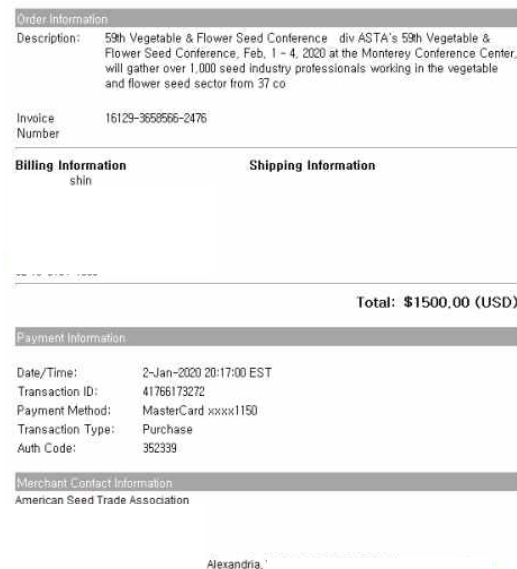 Order Information
Description: 59th Vegetable & Flower Seed Conference div ASTA's 59th Vegetable &
Flower Seed Conference, Feb, 1 - 4, 2020 at the Monterey Conference Center,
will gather over 1,000 seed industry professionals working in the vegetable
and flower seed sector from 37 co
Invoice Number 16129-3658566-2476
Billing Information Shipping Information
shin
Total: $1500,00 (USD)
Payment Information
Date/Time: 2-Jan-2020 20:17:00 EST
Transaction ID: 41766173272
Payment Method: MasterCard xxxx1150
Transaction Type: Purchase
Auth Code: 352339
Merchant Contact Information
American Seed Trade Association
Alexandria,